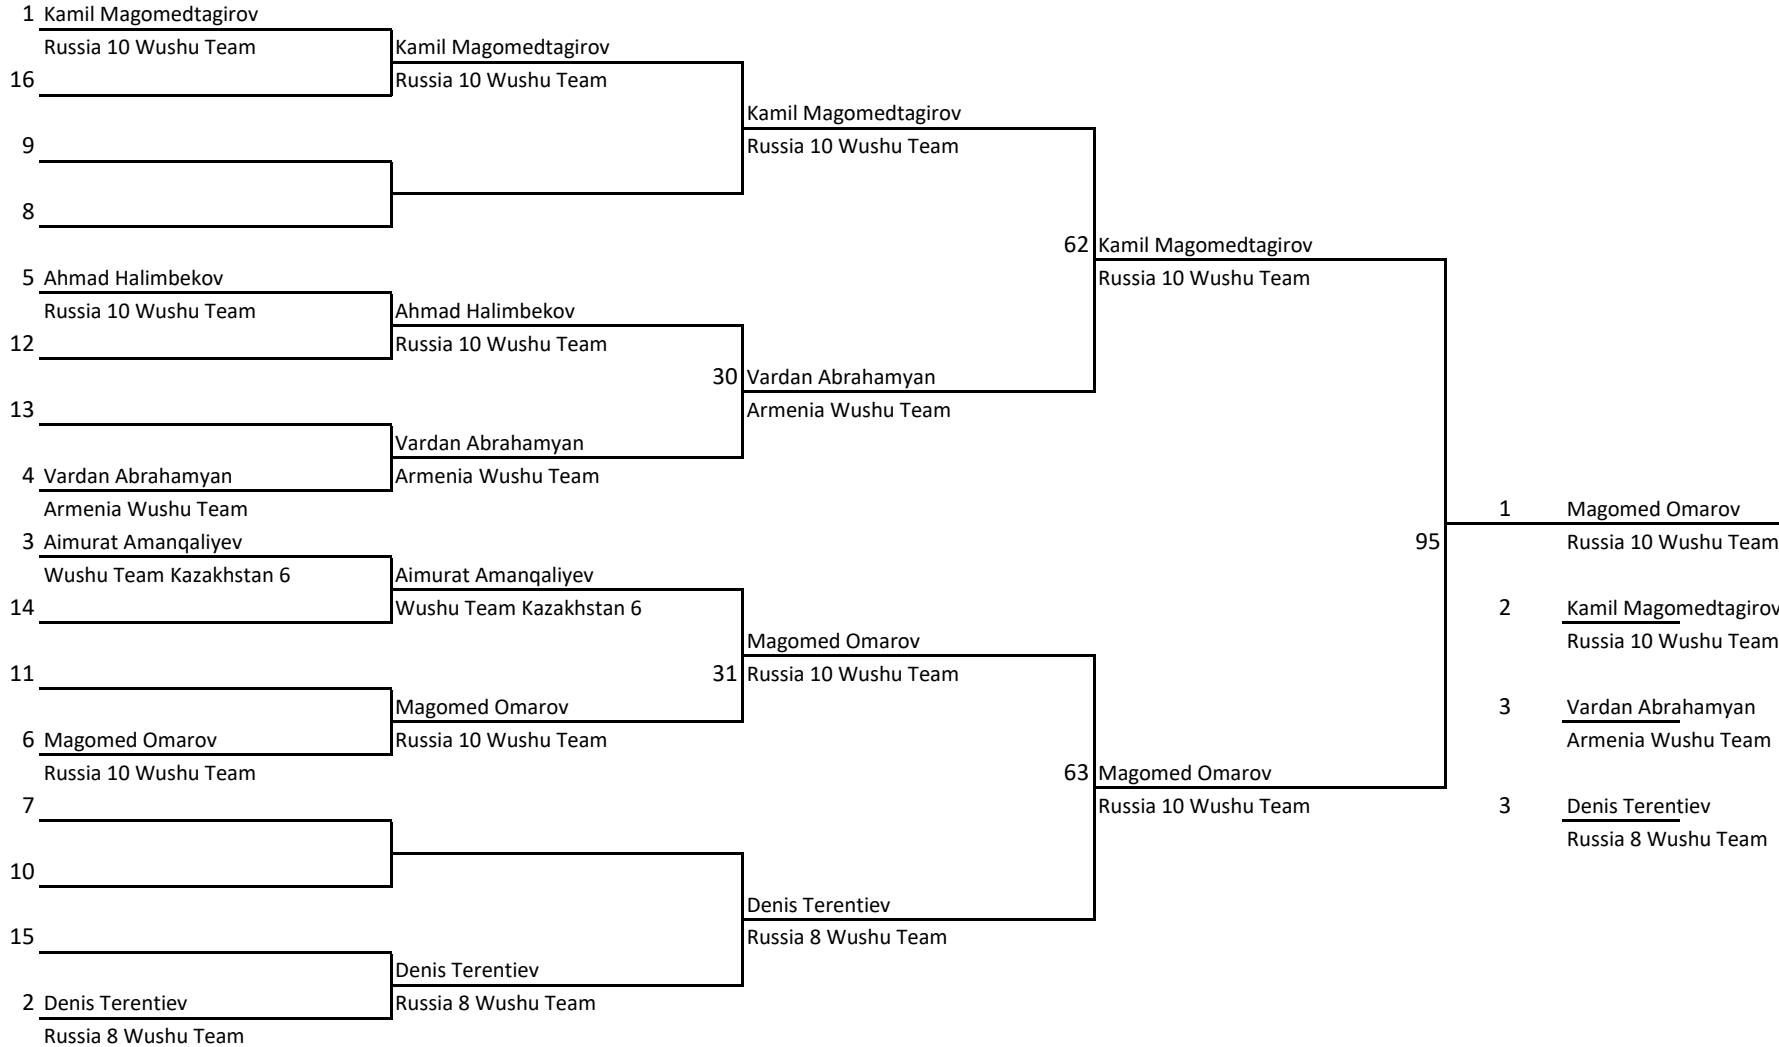 1 Kamil Magomedtagirov
Russia 10 Wushu Team
Kamil Magomedtagirov
16
Russia 10 Wushu Team
Kamil Magomedtagirov
9
Russia 10 Wushu Team
8
62 Kamil Magomedtagirov
5 Ahmad Halimbekov
Russia 10 Wushu Team
Russia 10 Wushu Team
Ahmad Halimbekov
12
Russia 10 Wushu Team
30 Vardan Abrahamyan
13
Armenia Wushu Team
Vardan Abrahamyan
4 Vardan Abrahamyan
Armenia Wushu Team
Armenia Wushu Team
1 Magomed Omarov
3 Aimurat Amanqaliyev
95
Russia 10 Wushu Team
Wushu Team Kazakhstan 6
Aimurat Amanqaliyev
14
Wushu Team Kazakhstan 6
2 Kamil Magomedtagirov
Magomed Omarov
Russia 10 Wushu Team
11
31 Russia 10 Wushu Team
Magomed Omarov
3 Vardan Abrahamyan
6 Magomed Omarov
Russia 10 Wushu Team
Armenia Wushu Team
Russia 10 Wushu Team
63 Magomed Omarov
7
Russia 10 Wushu Team
3 Denis Terentiev
Russia 8 Wushu Team
10
Denis Terentiev
15
Russia 8 Wushu Team
Denis Terentiev
2 Denis Terentiev
Russia 8 Wushu Team
Russia 8 Wushu Team